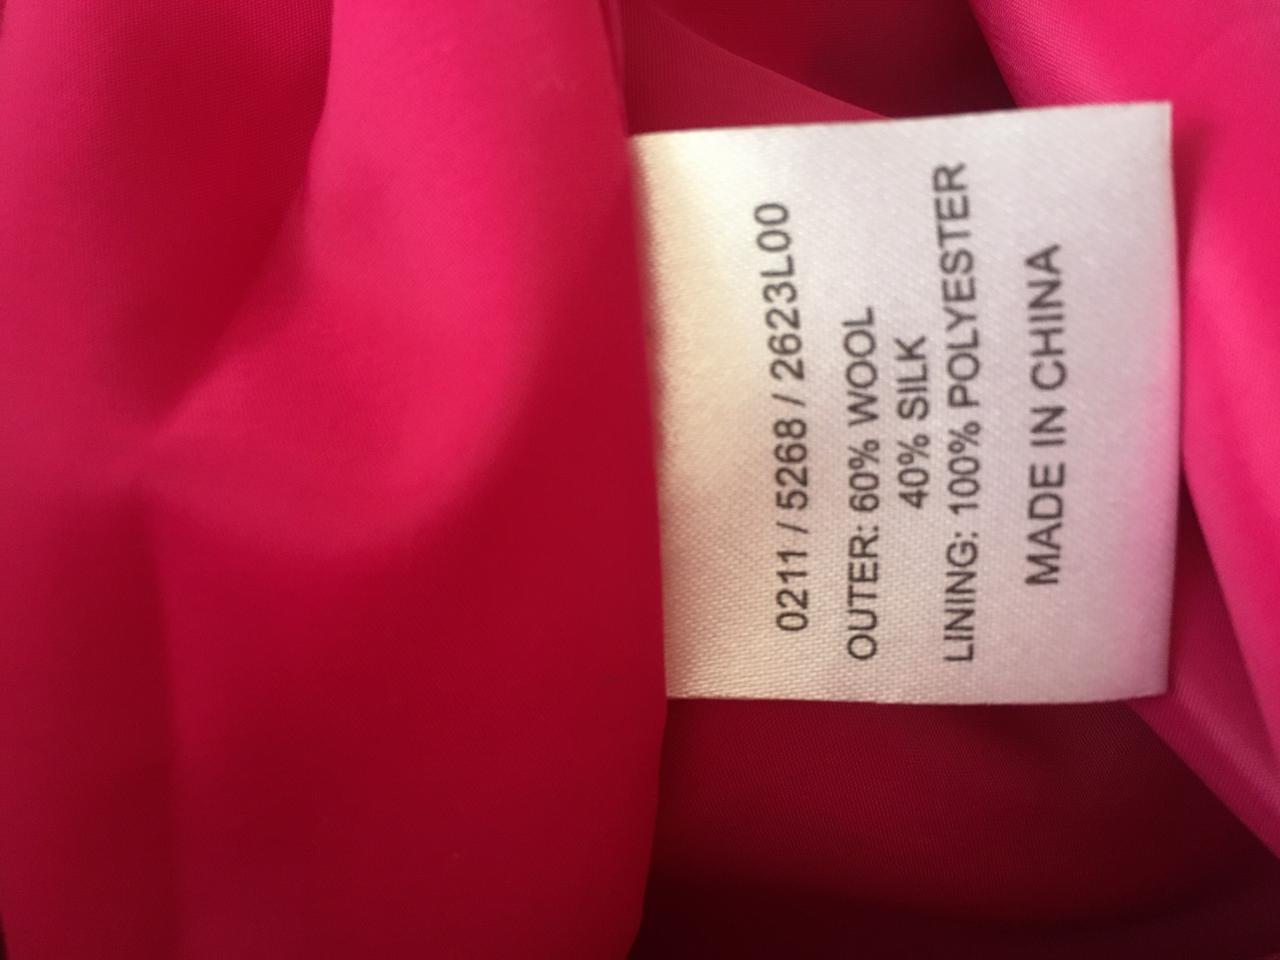 0211 / 5268 / 2623L00
OUTER: 60% WOOL
40% SILK
LINING: 100% POLYESTER
MADE IN CHINA